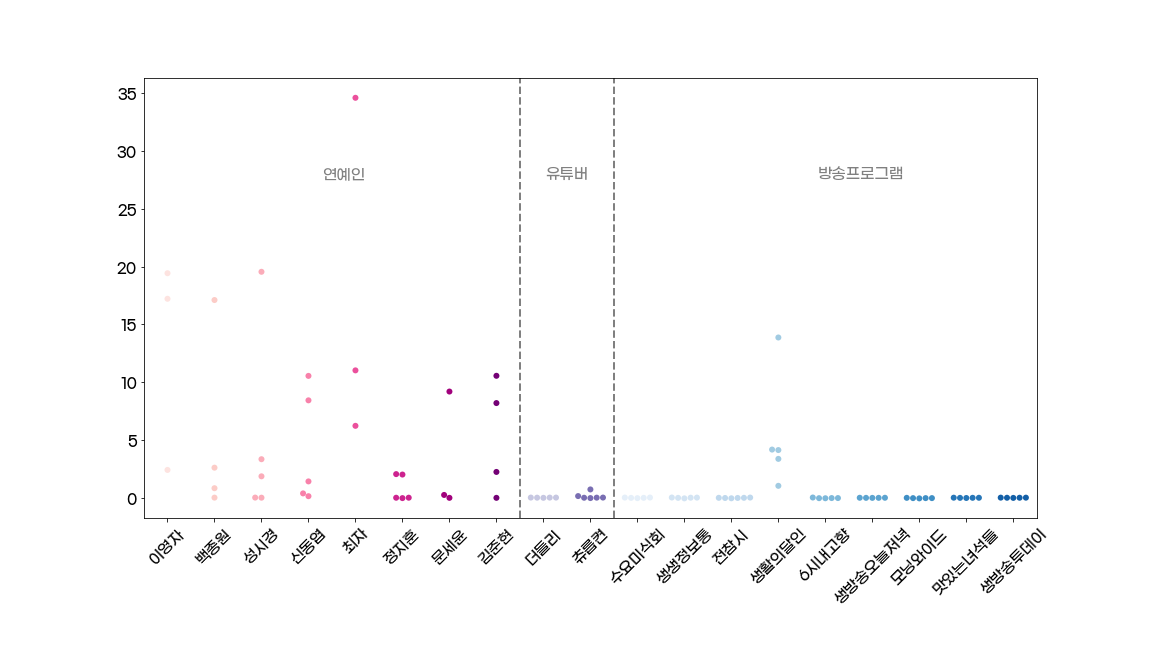 35
30
25
20
15
10
5
0
연예인
유튜버
방송프로그램
이영자
백종원
성시경
신동엽
최자
정지훈
문세윤
김준현
더들리
츄릅켠
수요미식회
생생정보통
전참시
생활의달인
6시내고향
생방송오늘저녁
모닝와이드
맛있는녀석들
생방송투데이